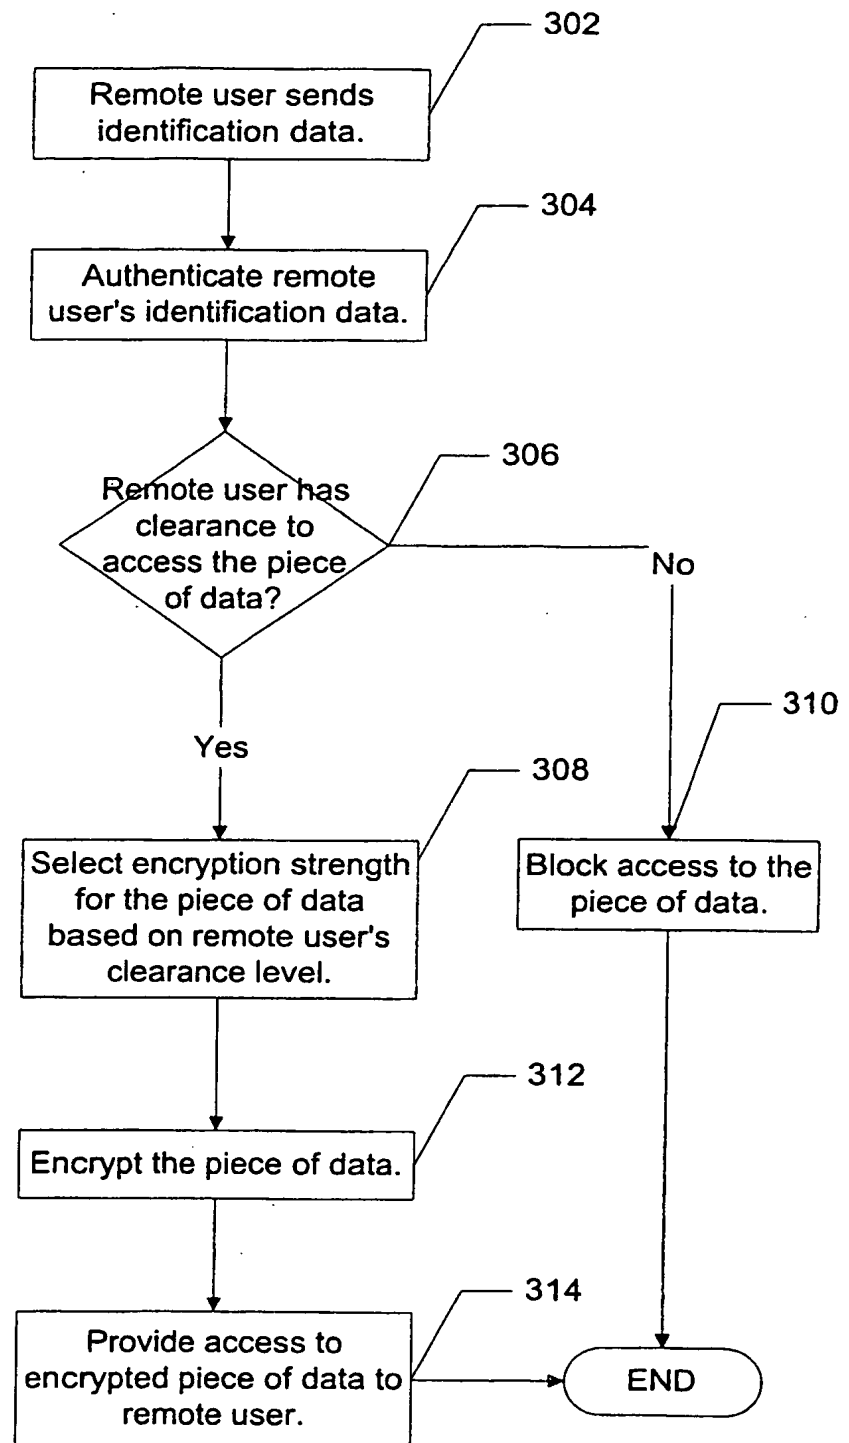 302
Remote user sends
identification data.
304
Authenticate remote
user's identification data.
306
Remote user has
clearance to
access the piece
of data?
No
310
Yes
308
Select encryption strength
for the piece of data
based on remote user's
clearance level.
Block access to the
piece of data.
312
Encrypt the piece of data.
314
Provide access to
encrypted piece of data to
remote user.
END